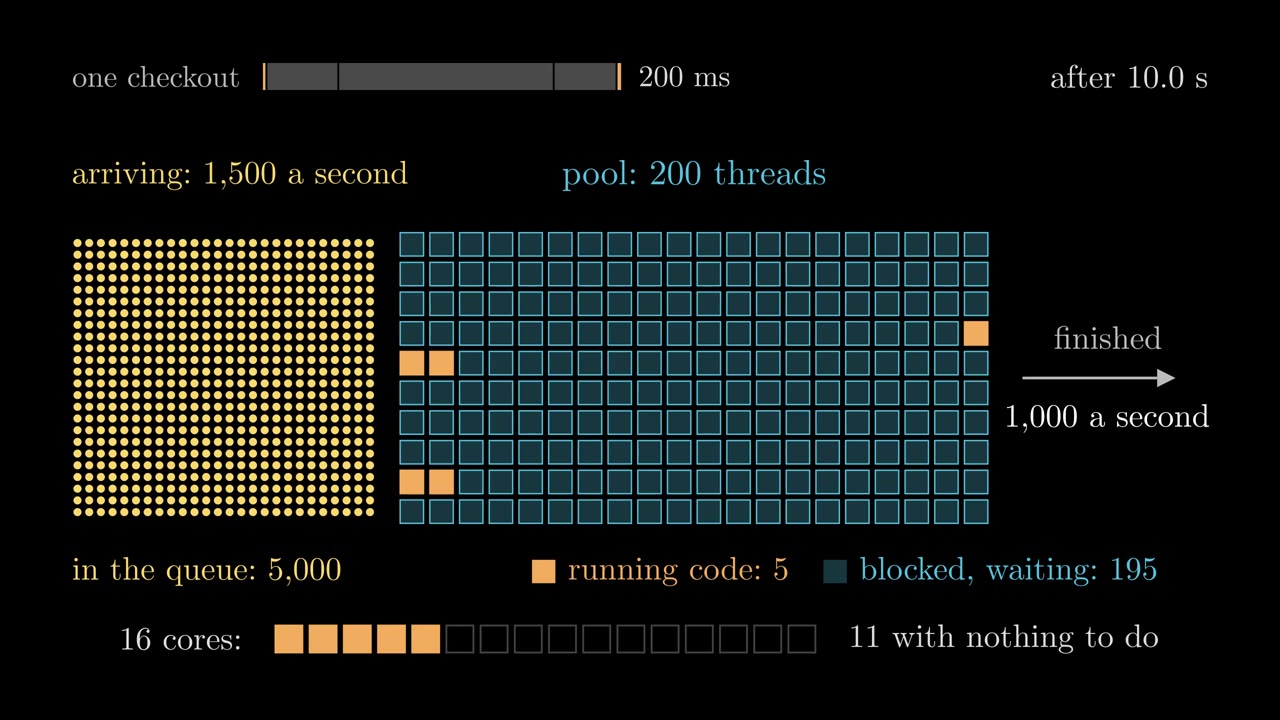 one checkout
200 ms
after 10.0 s
arriving: 1,500 a second
pool: 200 threads
finished
1,000 a second
in the queue: 5,000
running code: 5
blocked, waiting: 195
16 cores:
11 with nothing to do